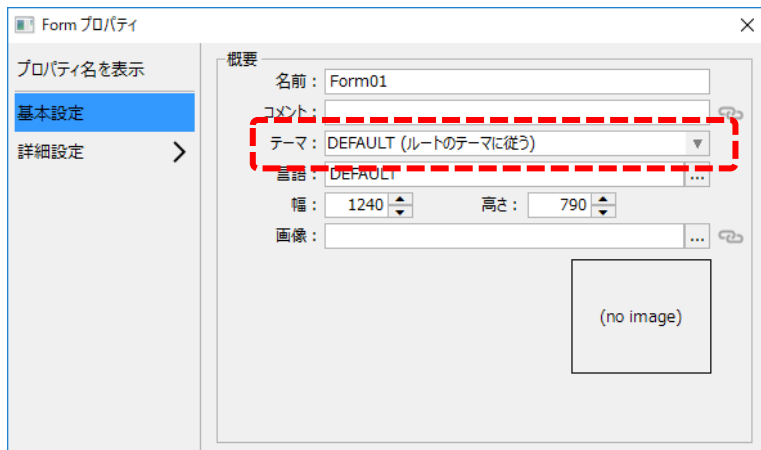 Form プロパティ
プロパティ名を表示
基本設定
詳細設定
概要
名前： Form01
コメント：
テーマ： DEFAULT (ルートのテーマに従う)
言語： DEFAULT ...
幅： 1240 高さ： 790
画像： ...
(no image)